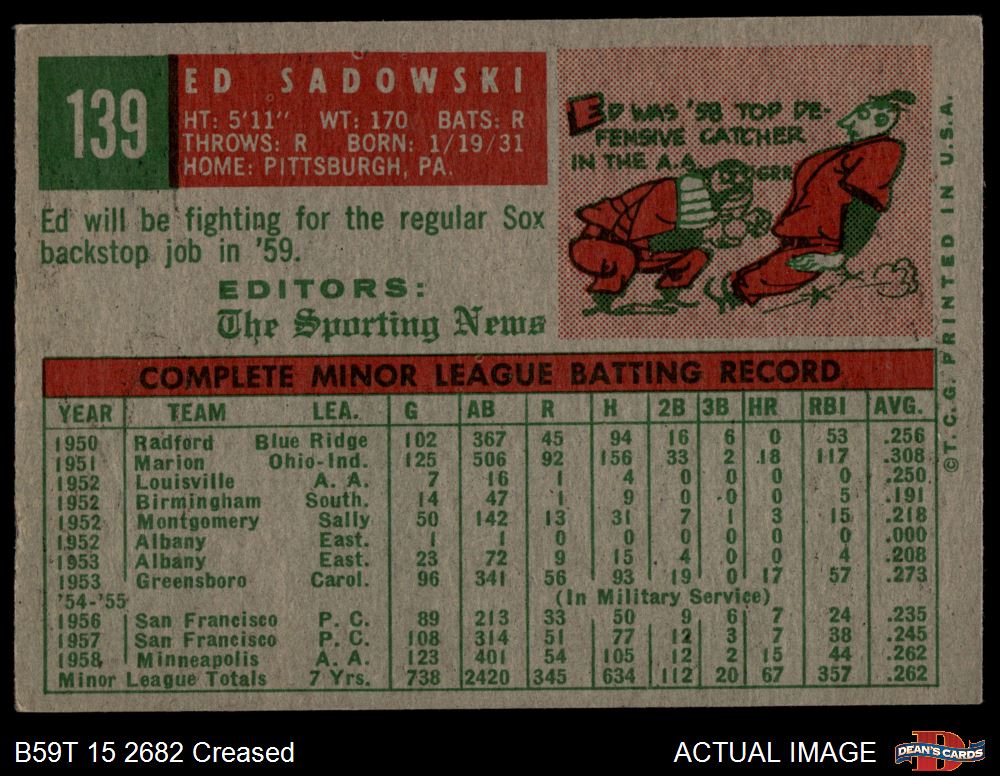 139
ED SADOWSKI
HT: 5'11" WT: 170 BATS: R
THROWS: R BORN: 1/19/31
HOME: PITTSBURGH, PA.
Ed will be fighting for the regular Sox
backstop job in '59.
EDITORS:
The Sporting News
ED WAS '58 TOP DE-
FENSIVE CATCHER
IN THE A.A.
GRR
©T.C.G. PRINTED IN U.S.A.
COMPLETE MINOR LEAGUE BATTING RECORD
YEAR TEAM LEA. G AB R H 2B 3B HR RBI AVG.
1950 Radford Blue Ridge 102 367 45 94 16 6 0 53 .256
1951 Marion Ohio-Ind. 125 506 92 156 33 2 18 117 .308
1952 Louisville A. A. 7 16 1 4 0 0 0 0 .250
1952 Birmingham South. 14 47 1 9 0 0 0 5 .191
1952 Montgomery Sally 50 142 13 31 7 1 3 15 .218
1952 Albany East. 1 1 0 0 0 0 0 0 .000
1953 Albany East. 23 72 9 15 4 0 0 4 .208
1953 Greensboro Carol. 96 341 56 93 19 0 17 57 .273
'54-'55 (In Military Service)
1956 San Francisco P. C. 89 213 33 50 9 6 7 24 .235
1957 San Francisco P. C. 108 314 51 77 12 3 7 38 .245
1958 Minneapolis A. A. 123 401 54 105 12 2 15 44 .262
Minor League Totals 7 Yrs. 738 2420 345 634 112 20 67 357 .262
B59T 15 2682 Creased
ACTUAL IMAGE
D
DEAN'S CARDS